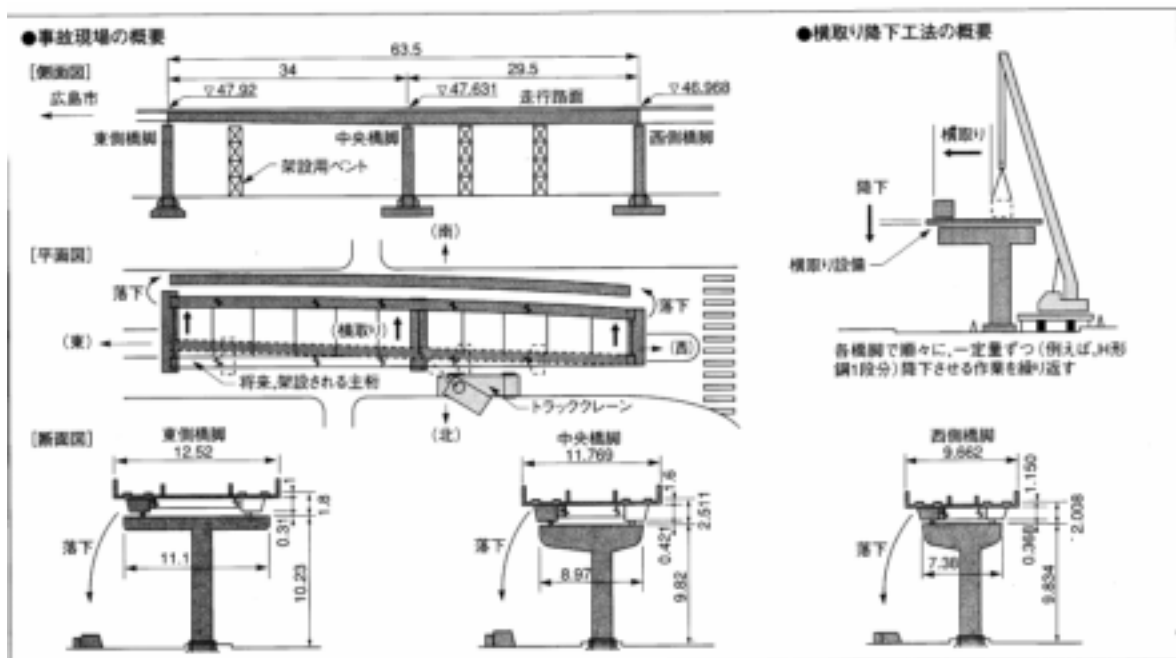 ●事故現場の概要
[側面図]
63.5
34
29.5
▽47.92
▽47.631
走行路面
▽46.968
広島市
東側橋脚
中央橋脚
西側橋脚
架設用ベント
[平面図]
(南)
落下
落下
(横取り)
(東)
(西)
将来、架設される主桁
トラッククレーン
(北)
[断面図]
東側橋脚
12.52
1
1.8
0.31
落下
11.1
10.23
中央橋脚
11.769
1.6
2.511
0.421
落下
8.97
9.82
西側橋脚
9.662
1.150
2.008
0.368
落下
7.38
9.834
●横取り降下工法の概要
横取り
降下
横取り設備
各橋脚で順々に、一定量ずつ(例えば、H形
鋼1段分)降下させる作業を繰り返す